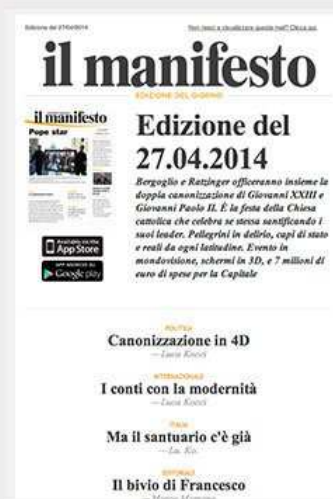 Edizione del 27/04/2014
Non riesci a visualizzare questa mail? Clicca qui.
il manifesto
EDIZIONE DEL GIORNO
il manifesto
Pope star
Available on the
App Store
APP ANDROID SU
Google play
Edizione del
27.04.2014
Bergoglio e Ratzinger officeranno insieme la
doppia canonizzazione di Giovanni XXIII e
Giovanni Paolo II. È la festa della Chiesa
cattolica che celebra se stessa santificando i
suoi leader. Pellegrini in delirio, capi di stato
e reali da ogni latitudine. Evento in
mondovisione, schermi in 3D, e 7 milioni di
euro di spese per la Capitale
POLITICA
Canonizzazione in 4D
— Luca Kocci
INTERNAZIONALE
I conti con la modernità
— Luca Kocci
ITALIA
Ma il santuario c'è già
— Lu. Ko.
EDITORIALE
Il bivio di Francesco